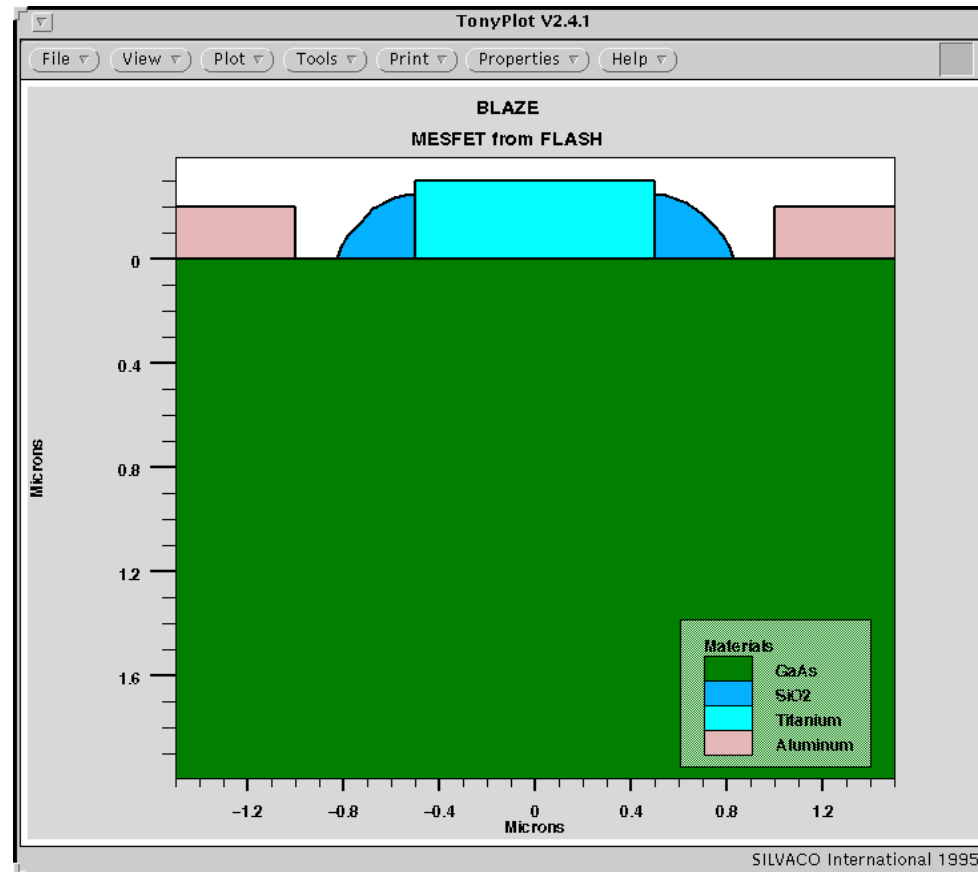 TonyPlot V2.4.1
File View Plot Tools Print Properties Help
BLAZE
MESFET from FLASH
0
0.4
0.8
1.2
1.6
Microns
Materials
GaAs
SiO2
Titanium
Aluminum
-1.2 -0.8 -0.4 0 0.4 0.8 1.2
Microns
SILVACO International 1995